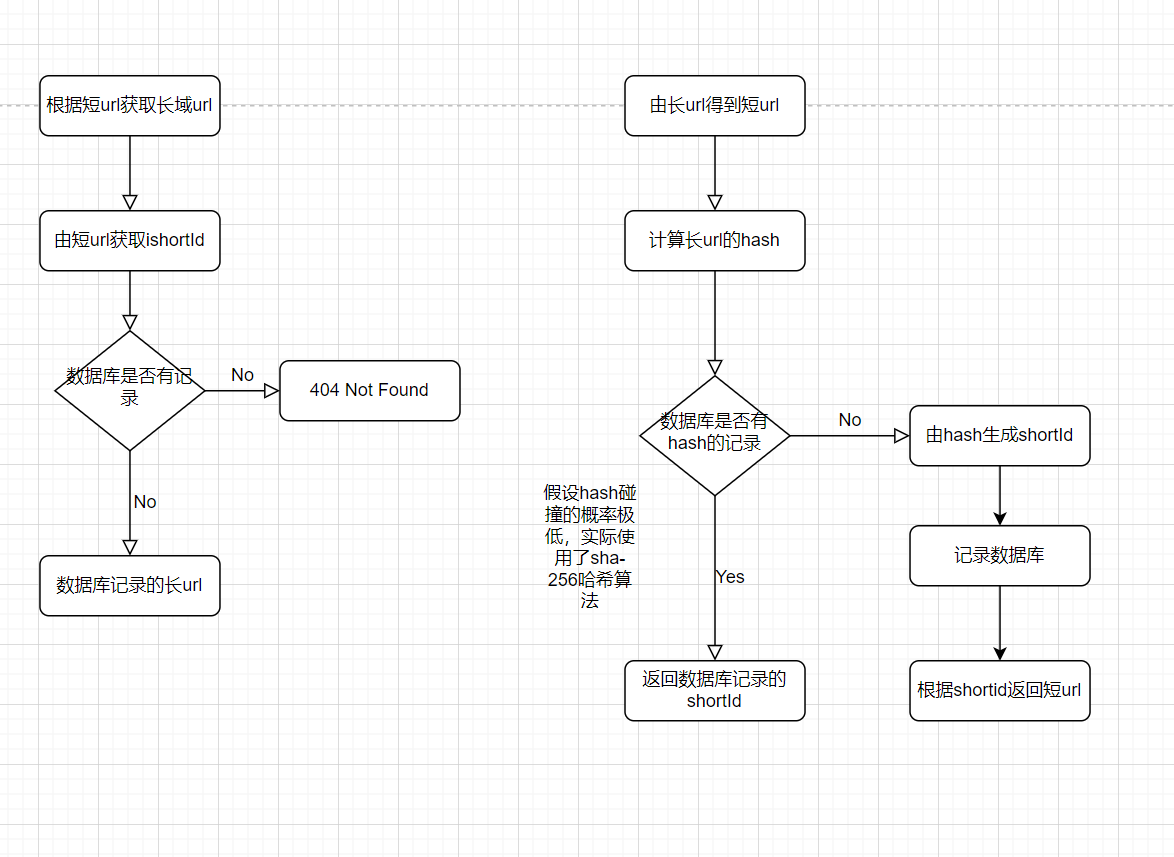 根据短url获取长域url
由短url获取ishortId
数据库是否有记
录
No
404 Not Found
No
数据库记录的长url
由长url得到短url
计算长url的hash
数据库是否有
hash的记录
No
由hash生成shortId
假设hash碰
撞的概率极
低，实际使
用了sha-
256哈希算
法
Yes
记录数据库
返回数据库记录的
shortId
根据shortid返回短url